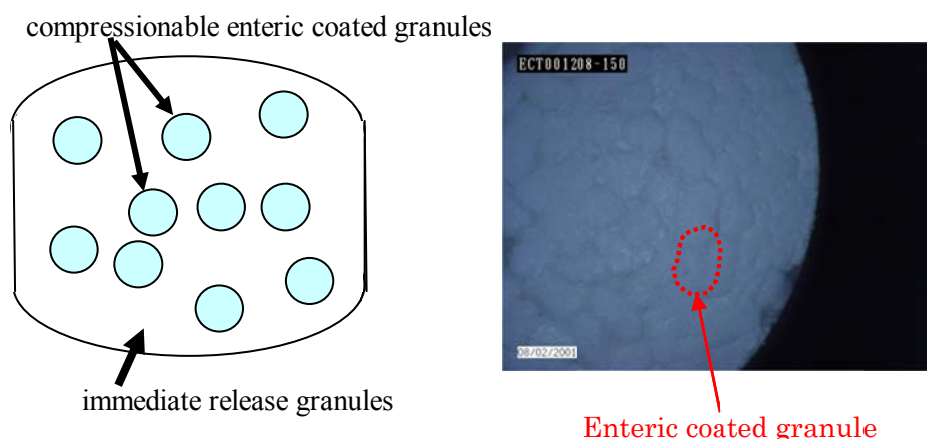 compressionable enteric coated granules
ECT001208-150
08/02/2001
immediate release granules
Enteric coated granule